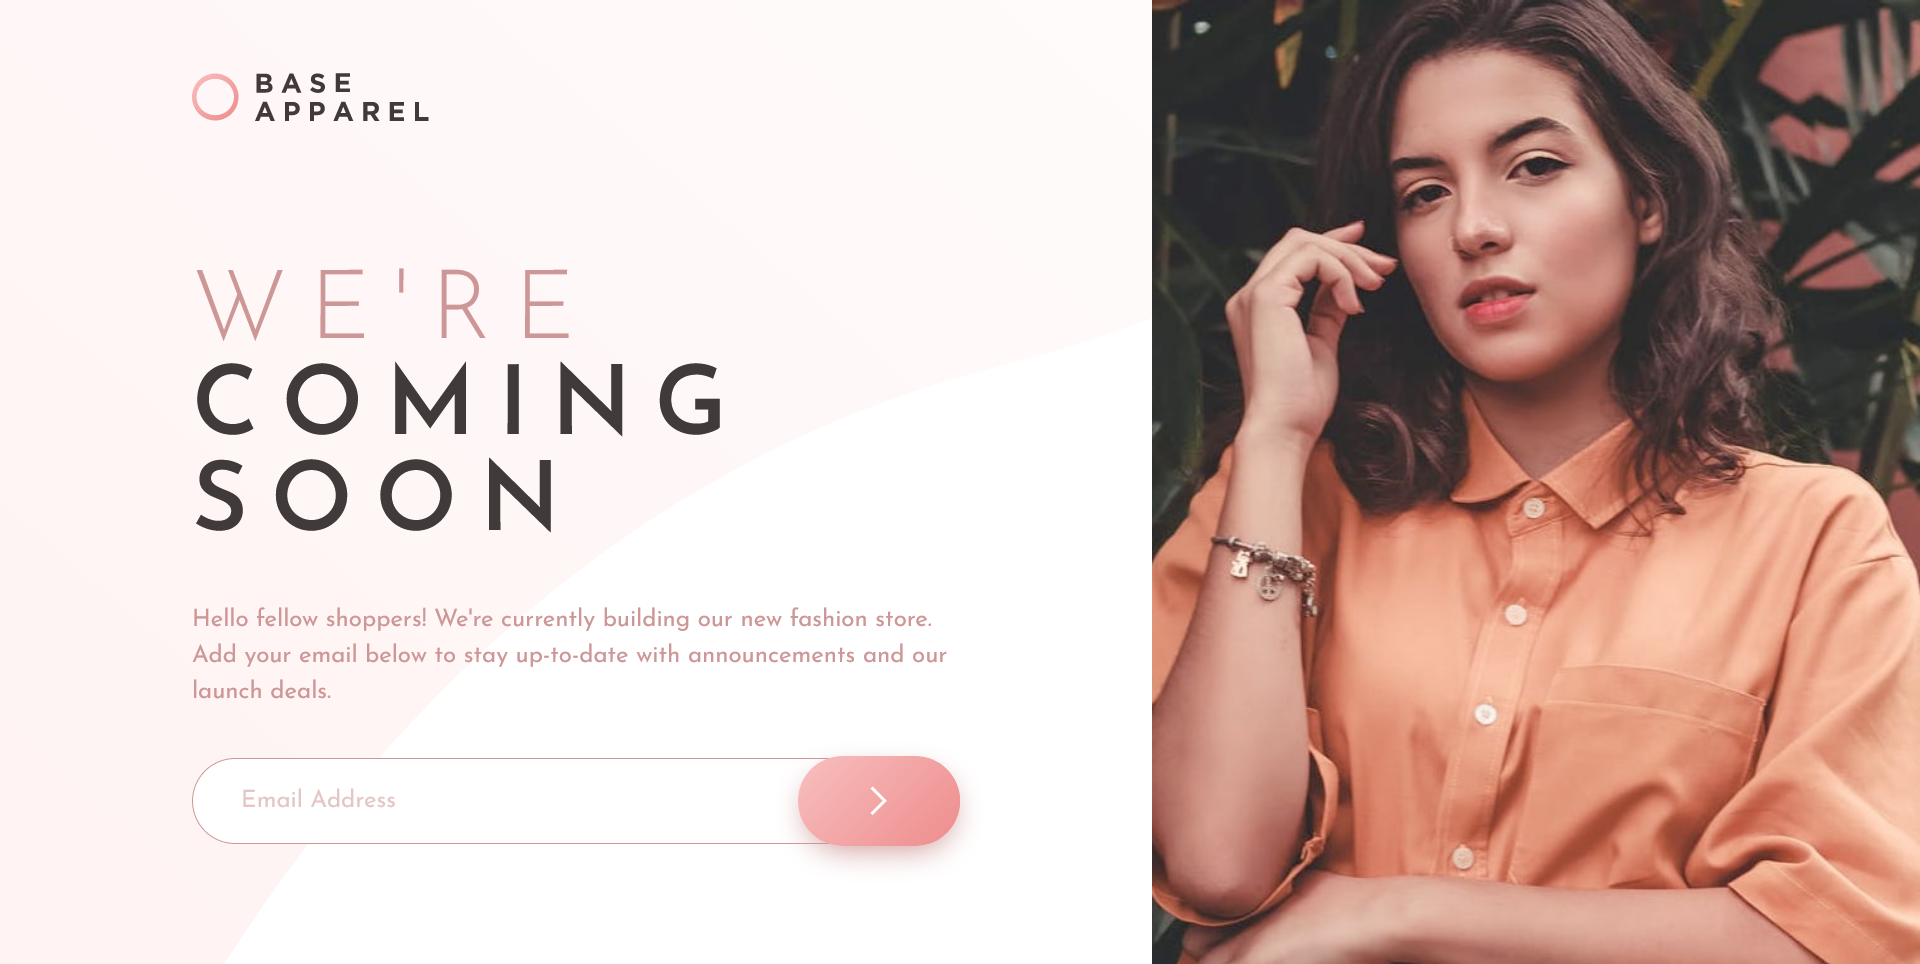 BASE
APPAREL
WE'RE
COMING
SOON
Hello fellow shoppers! We're currently building our new fashion store.
Add your email below to stay up-to-date with announcements and our
launch deals.
Email Address